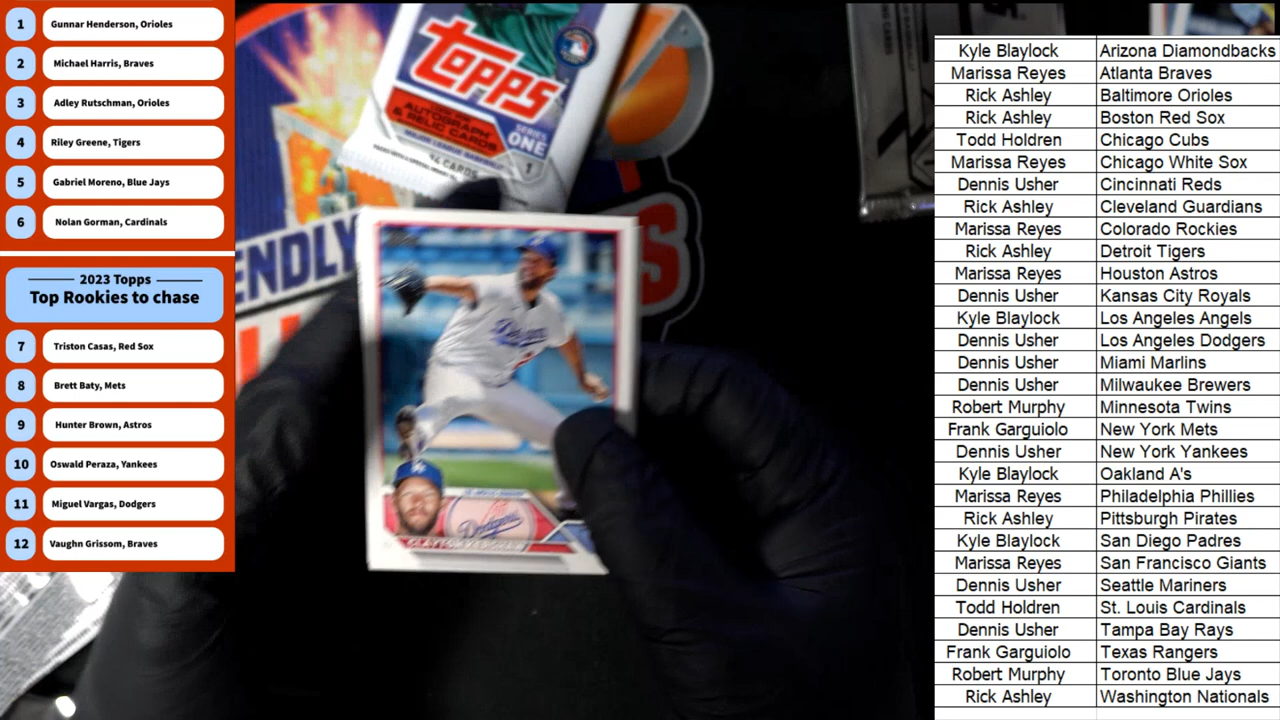 1 Gunnar Henderson, Orioles
2 Michael Harris, Braves
3 Adley Rutschman, Orioles
4 Riley Greene, Tigers
5 Gabriel Moreno, Blue Jays
6 Nolan Gorman, Cardinals
2023 Topps
Top Rookies to chase
7 Triston Casas, Red Sox
8 Brett Baty, Mets
9 Hunter Brown, Astros
10 Oswald Peraza, Yankees
11 Miguel Vargas, Dodgers
12 Vaughn Grissom, Braves
topps
AUTOGRAPH
& RELIC CARDS
SERIES
ONE
1
14 CARDS
ENDLY
S
Dodgers
Dodgers
CLAYTON KERSHAW
Kyle Blaylock Arizona Diamondbacks
Marissa Reyes Atlanta Braves
Rick Ashley Baltimore Orioles
Rick Ashley Boston Red Sox
Todd Holdren Chicago Cubs
Marissa Reyes Chicago White Sox
Dennis Usher Cincinnati Reds
Rick Ashley Cleveland Guardians
Marissa Reyes Colorado Rockies
Rick Ashley Detroit Tigers
Marissa Reyes Houston Astros
Dennis Usher Kansas City Royals
Kyle Blaylock Los Angeles Angels
Dennis Usher Los Angeles Dodgers
Dennis Usher Miami Marlins
Dennis Usher Milwaukee Brewers
Robert Murphy Minnesota Twins
Frank Garguiolo New York Mets
Dennis Usher New York Yankees
Kyle Blaylock Oakland A's
Marissa Reyes Philadelphia Phillies
Rick Ashley Pittsburgh Pirates
Kyle Blaylock San Diego Padres
Marissa Reyes San Francisco Giants
Dennis Usher Seattle Mariners
Todd Holdren St. Louis Cardinals
Dennis Usher Tampa Bay Rays
Frank Garguiolo Texas Rangers
Robert Murphy Toronto Blue Jays
Rick Ashley Washington Nationals